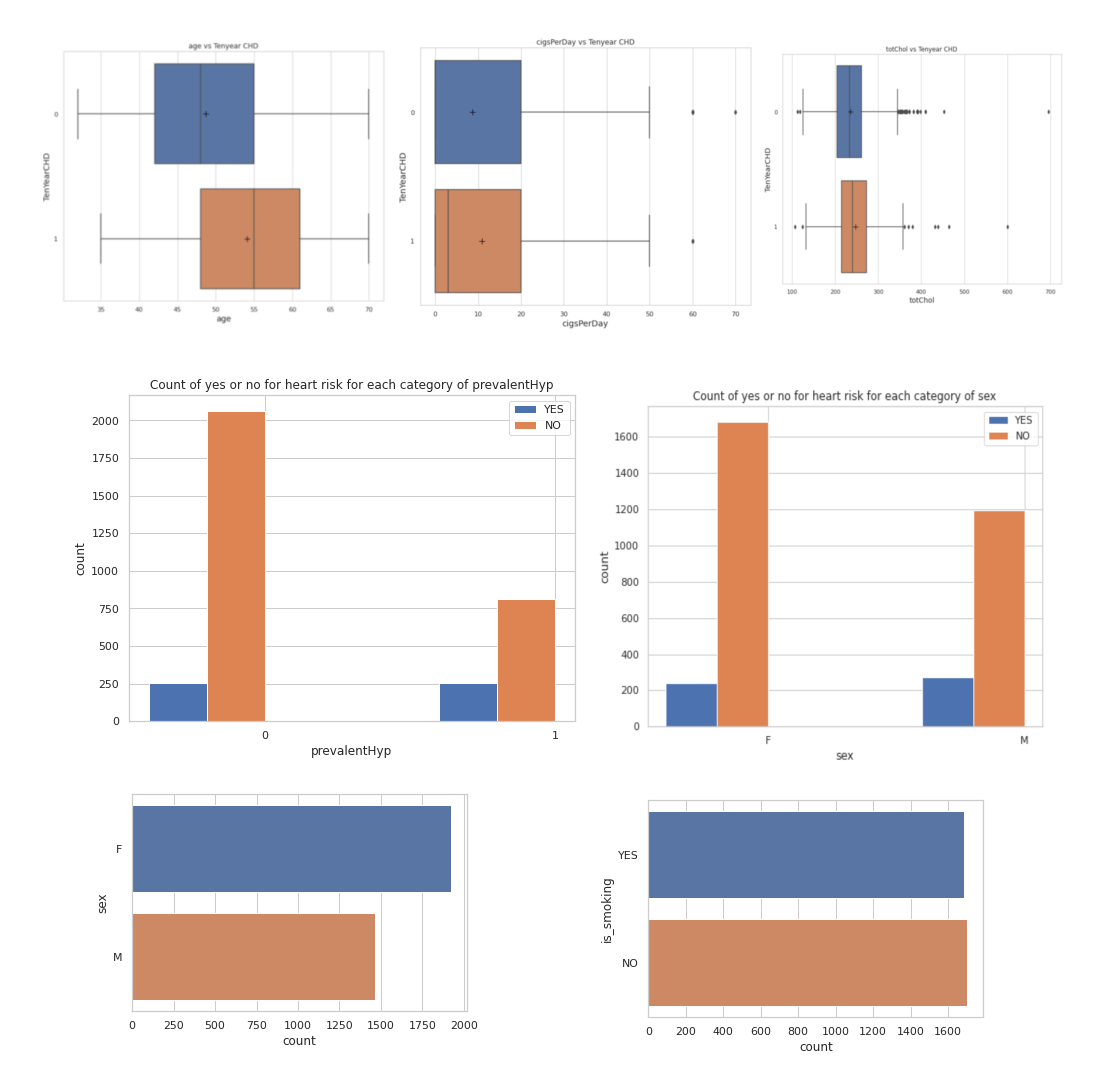 age vs Tenyear CHD
TenYearCHD
0
1
35 40 45 50 55 60 65 70
age
cigsPerDay vs Tenyear CHD
TenYearCHD
0
1
0 10 20 30 40 50 60 70
cigsPerDay
totChol vs Tenyear CHD
TenYearCHD
0
1
100 200 300 400 500 600 700
totChol
Count of yes or no for heart risk for each category of prevalentHyp
YES
NO
count
2000
1750
1500
1250
1000
750
500
250
0
0 1
prevalentHyp
Count of yes or no for heart risk for each category of sex
YES
NO
count
1600
1400
1200
1000
800
600
400
200
0
F M
sex
sex
F
M
0 250 500 750 1000 1250 1500 1750 2000
count
is_smoking
YES
NO
0 200 400 600 800 1000 1200 1400 1600
count